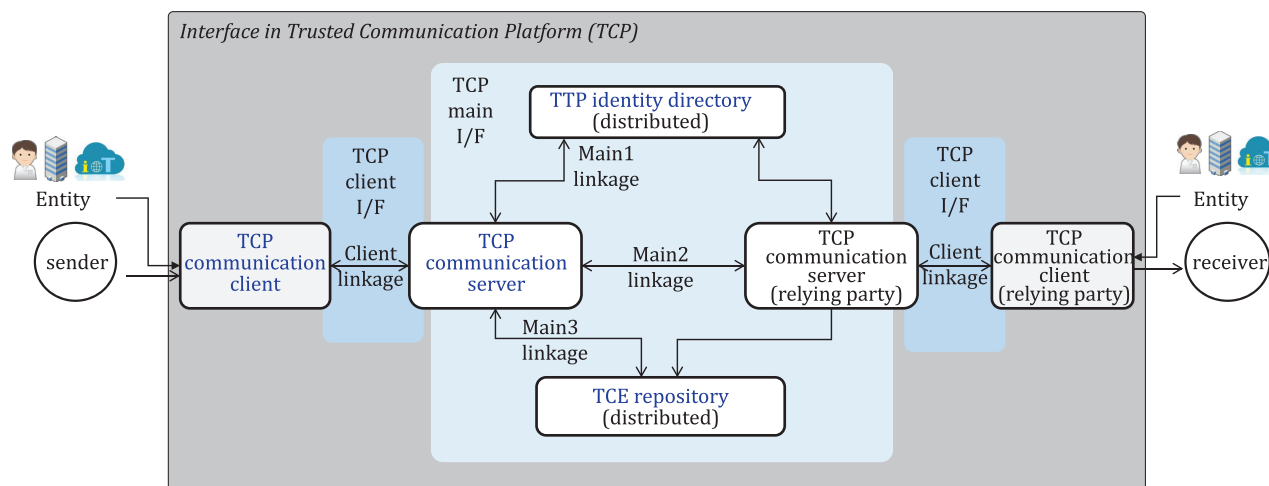 Interface in Trusted Communication Platform (TCP)
TCP
main
I/F
TTP identity directory
(distributed)
Main1
linkage
TCP
client
I/F
TCP
client
I/F
iOT
Entity
sender
iOT
Entity
receiver
TCP
communication
client
Client
linkage
TCP
communication
server
Main2
linkage
TCP
communication
server
(relying party)
Client
linkage
TCP
communication
client
(relying party)
Main3
linkage
TCE repository
(distributed)